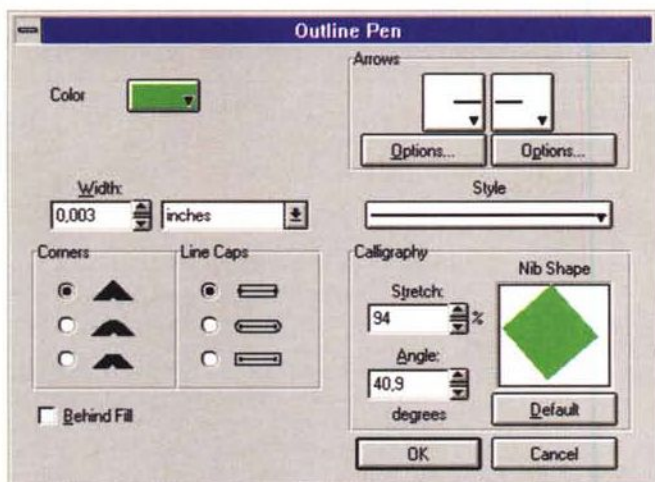 Outline Pen
Color
Arrows
Options... Options...
Width:
0,003 inches
Style
Corners
Line Caps
Calligraphy
Stretch:
94 %
Angle:
40,9
degrees
Nib Shape
Default
Behind Fill
OK Cancel